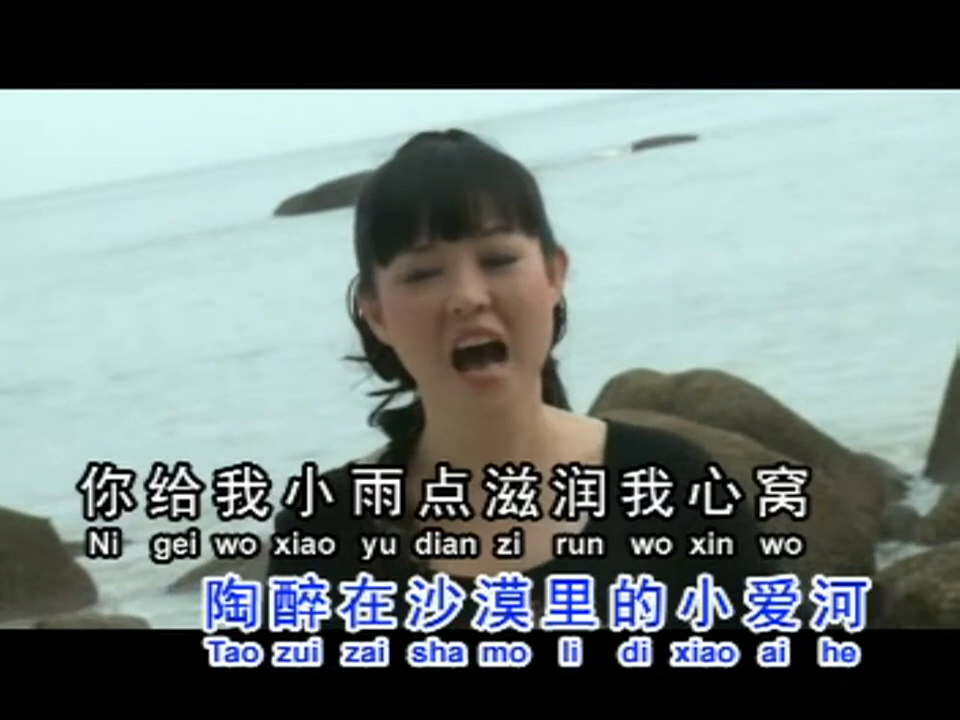 你给我小雨点滋润我心窝
Ni gei wo xiao yu dian zi run wo xin wo
陶醉在沙漠里的小爱河
Tao zui zai sha mo li di xiao ai he